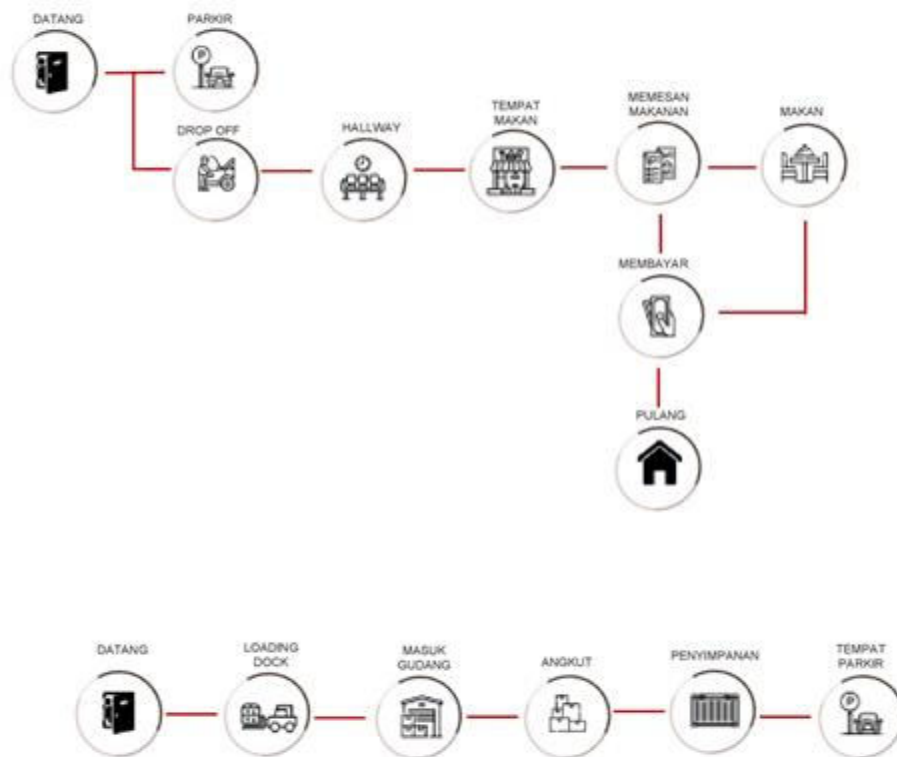 DATANG
PARKIR
DROP OFF
HALLWAY
TEMPAT
MAKAN
MEMESAN
MAKANAN
MAKAN
MEMBAYAR
PULANG
DATANG
LOADING
DOCK
MASUK
GUDANG
ANGKUT
PENYIMPANAN
TEMPAT
PARKIR